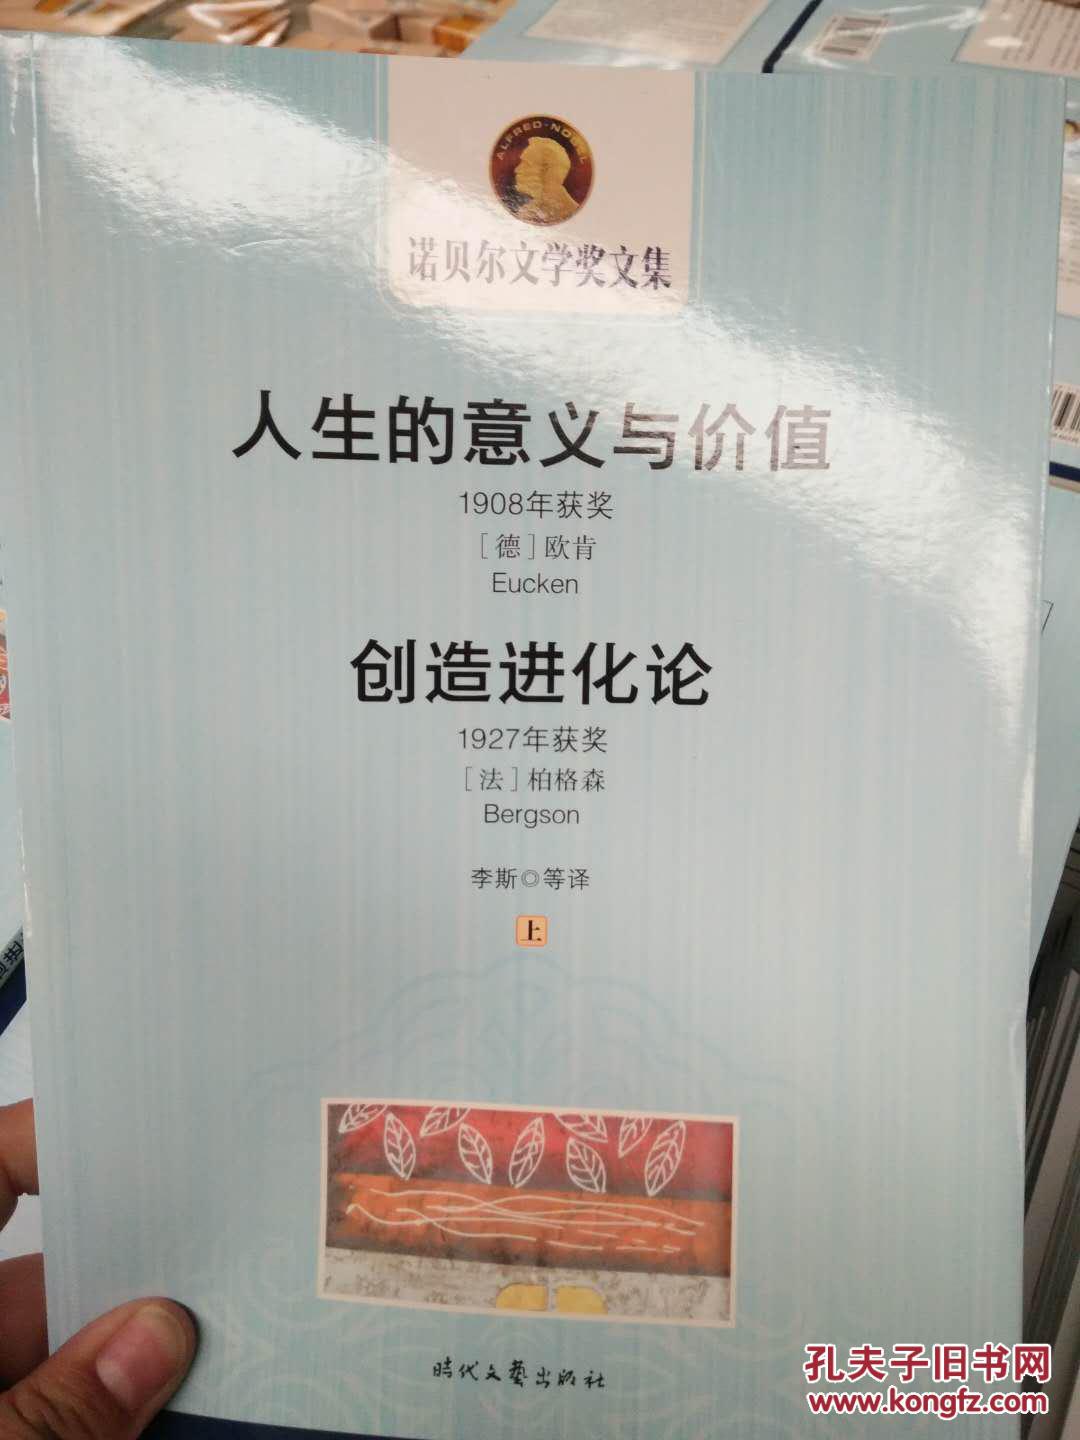 ALFRED·NOBEL
诺贝尔文学奖文集
人生的意义与价值
1908年获奖
[德]欧肯
Eucken
创造进化论
1927年获奖
[法]柏格森
Bergson
李斯◎等译
上
时代文艺出版社
孔夫子旧书网
www.kongfz.com